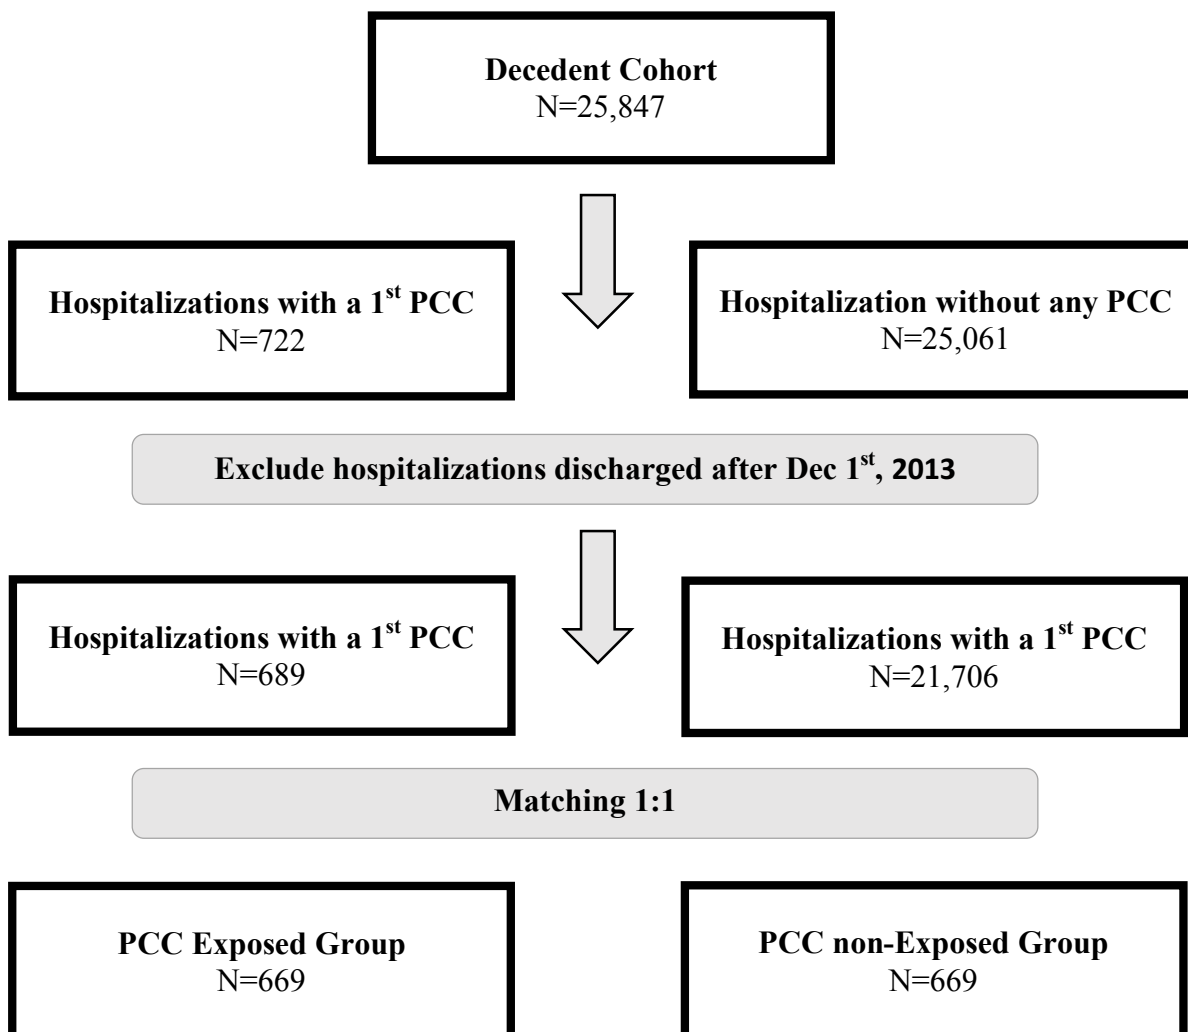 Decedent Cohort
N=25,847
Hospitalizations with a 1st PCC
N=722
Hospitalization without any PCC
N=25,061
Exclude hospitalizations discharged after Dec 1st, 2013
Hospitalizations with a 1st PCC
N=689
Hospitalizations with a 1st PCC
N=21,706
Matching 1:1
PCC Exposed Group
N=669
PCC non-Exposed Group
N=669